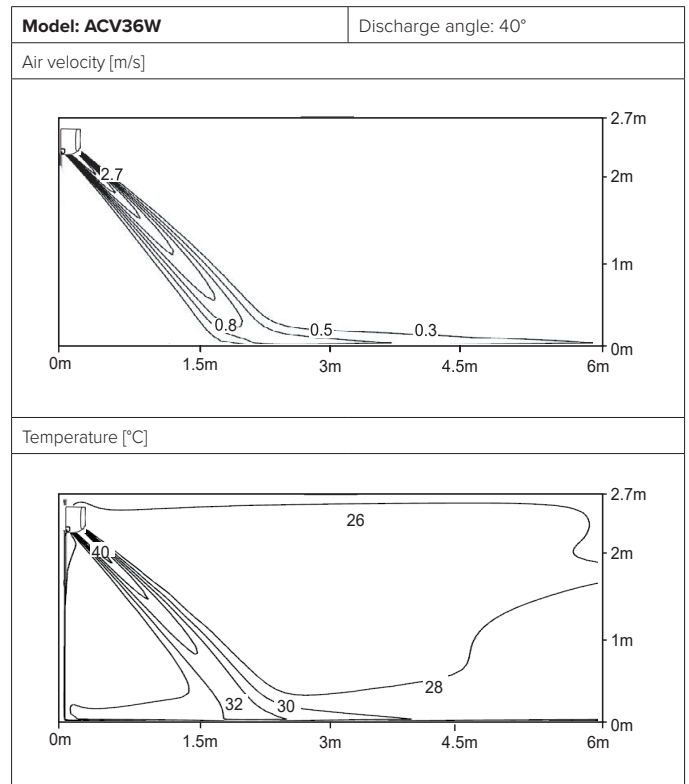 Model: ACV36W Discharge angle: 40°
Air velocity [m/s]
2.7m
2.7
2m
1m
0.8 0.5 0.3
0m
0m 1.5m 3m 4.5m 6m
Temperature [°C]
2.7m
26
40
2m
1m
28
32 30
0m
0m 1.5m 3m 4.5m 6m